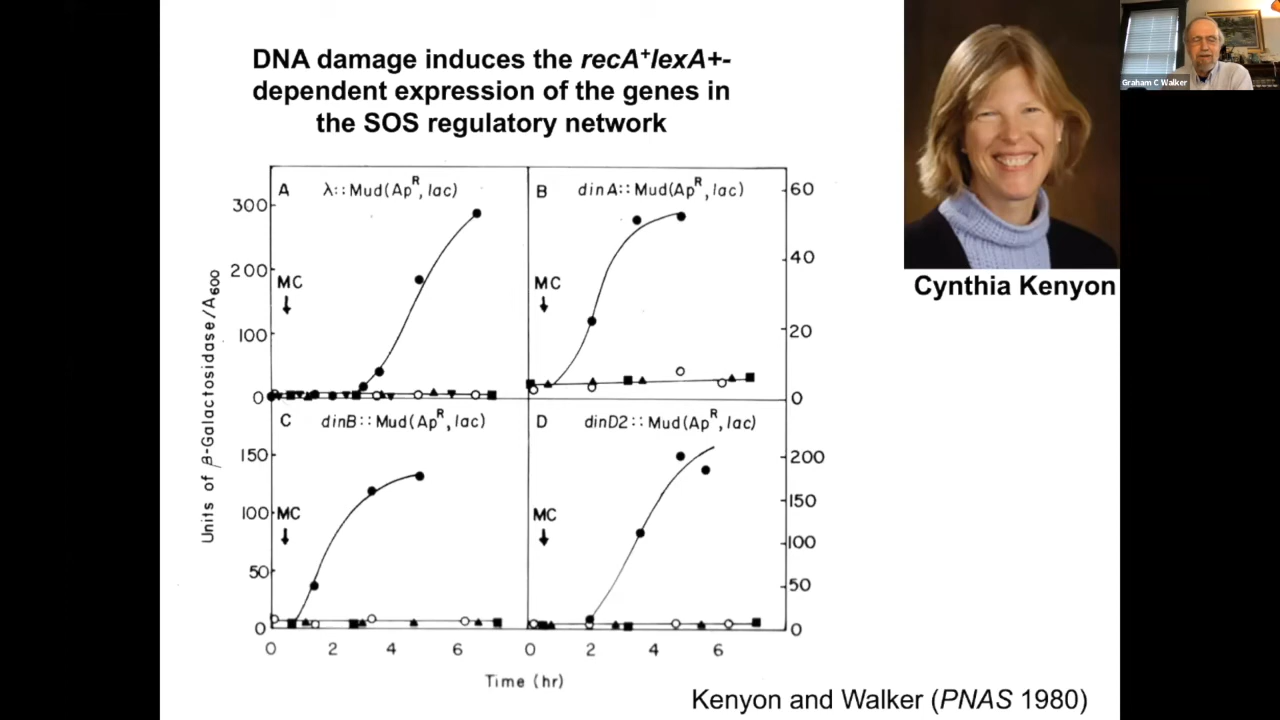 DNA damage induces the recA⁺lexA+-
dependent expression of the genes in
the SOS regulatory network
Graham C Walker
Cynthia Kenyon
Units of β-Galactosidase/A₆₀₀
A λ::Mud(Apᴿ, lac)
300
200
100
0
MC
B dinA::Mud(Apᴿ, lac)
60
40
20
0
MC
C dinB::Mud(Apᴿ, lac)
150
100
50
0
MC
D dinD2::Mud(Apᴿ, lac)
200
150
100
50
0
MC
0 2 4 6 0 2 4 6
Time (hr)
Kenyon and Walker (PNAS 1980)